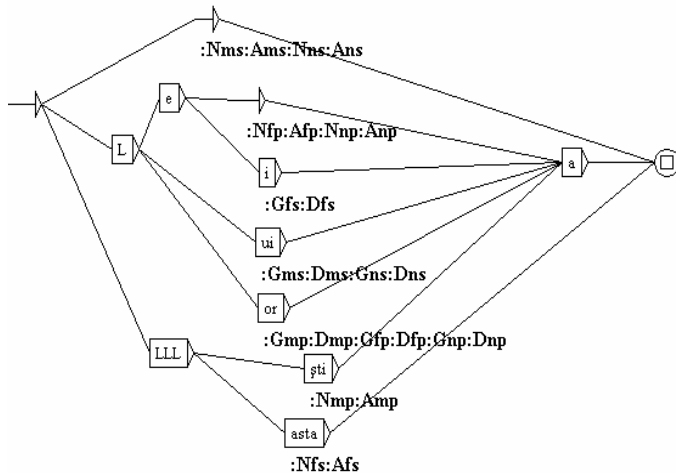 :Nms:Ams:Nns:Ans
e
:Nfp:Afp:Nnp:Anp
L
i
a
:Gfs:Dfs
ui
:Gms:Dms:Gns:Dns
or
:Gmp:Dmp:Gfp:Dfp:Gnp:Dnp
LLL
şti
:Nmp:Amp
asta
:Nfs:Afs